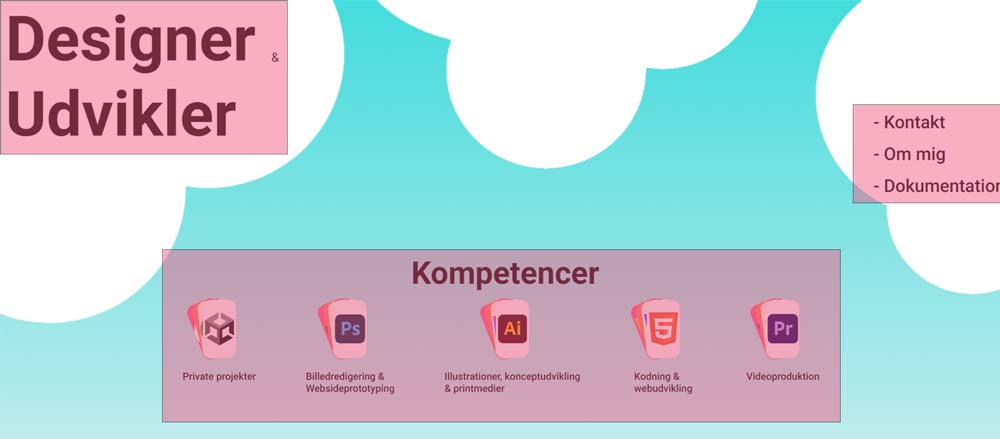 Designer &
Udvikler
- Kontakt
- Om mig
- Dokumentation
Kompetencer
Ps
Ai
5
Pr
Private projekter
Billedredigering &
Websideprototyping
Illustrationer, konceptudvikling
& printmedier
Kodning &
webudvikling
Videoproduktion